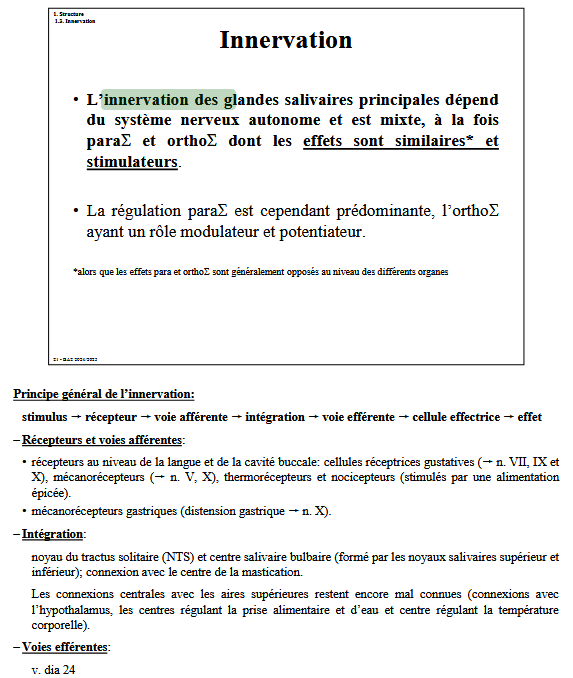 1. Structure
1.2. Innervation
Innervation
• L’innervation des glandes salivaires principales dépend
du système nerveux autonome et est mixte, à la fois
paraΣ et orthoΣ dont les effets sont similaires* et
stimulateurs.
• La régulation paraΣ est cependant prédominante, l’orthoΣ
ayant un rôle modulateur et potentiateur.
*alors que les effets para et orthoΣ sont généralement opposés au niveau des différents organes
Principe général de l’innervation:
stimulus → récepteur → voie afférente → intégration → voie efférente → cellule effectrice → effet
– Récepteurs et voies afférentes:
• récepteurs au niveau de la langue et de la cavité buccale: cellules réceptrices gustatives (→ n. VII, IX et
X), mécanorécepteurs (→ n. V, X), thermorécepteurs et nocicepteurs (stimulés par une alimentation
épicée).
• mécanorécepteurs gastriques (distension gastrique → n. X).
– Intégration:
noyau du tractus solitaire (NTS) et centre salivaire bulbaire (formé par les noyaux salivaires supérieur et
inférieur); connexion avec le centre de la mastication.
Les connexions centrales avec les aires supérieures restent encore mal connues (connexions avec
l’hypothalamus, les centres régulant la prise alimentaire et d’eau et centre régulant la température
corporelle).
– Voies efférentes:
v. dia 24